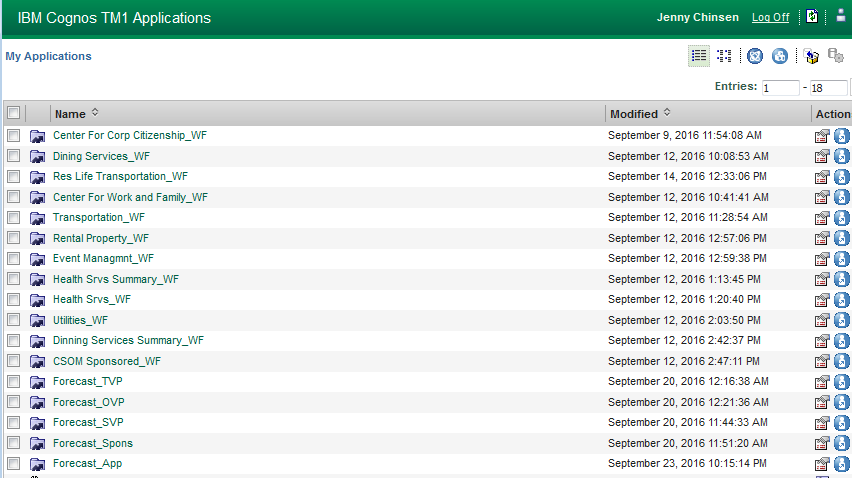 IBM Cognos TM1 Applications
Jenny Chinsen Log Off
My Applications
Entries: 1 - 18
Name Modified Action
Center For Corp Citizenship_WF September 9, 2016 11:54:08 AM
Dining Services_WF September 12, 2016 10:08:53 AM
Res Life Transportation_WF September 14, 2016 12:33:06 PM
Center For Work and Family_WF September 12, 2016 10:41:41 AM
Transportation_WF September 12, 2016 11:28:54 AM
Rental Property_WF September 12, 2016 12:57:06 PM
Event Managmnt_WF September 12, 2016 12:59:38 PM
Health Srvs Summary_WF September 12, 2016 1:13:45 PM
Health Srvs_WF September 12, 2016 1:20:40 PM
Utilities_WF September 12, 2016 2:03:50 PM
Dinning Services Summary_WF September 12, 2016 2:42:37 PM
CSOM Sponsored_WF September 12, 2016 2:47:11 PM
Forecast_TVP September 20, 2016 12:16:38 AM
Forecast_OVP September 20, 2016 12:21:36 AM
Forecast_SVP September 20, 2016 11:44:33 AM
Forecast_Spons September 20, 2016 11:51:20 AM
Forecast_App September 23, 2016 10:15:14 PM